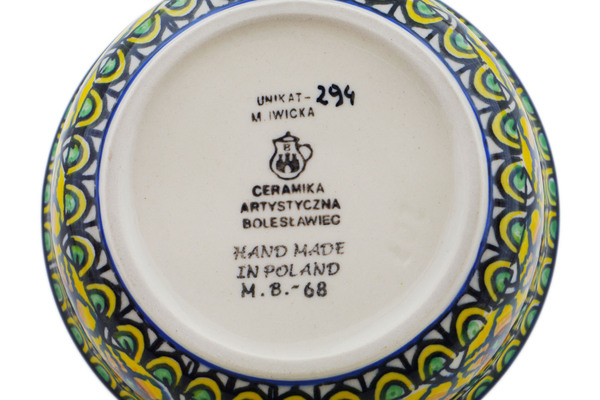 UNIKAT-294
M. IWICKA
B
CERAMIKA
ARTYSTYCZNA
BOLESŁAWIEC
HAND MADE
IN POLAND
M.B.-68